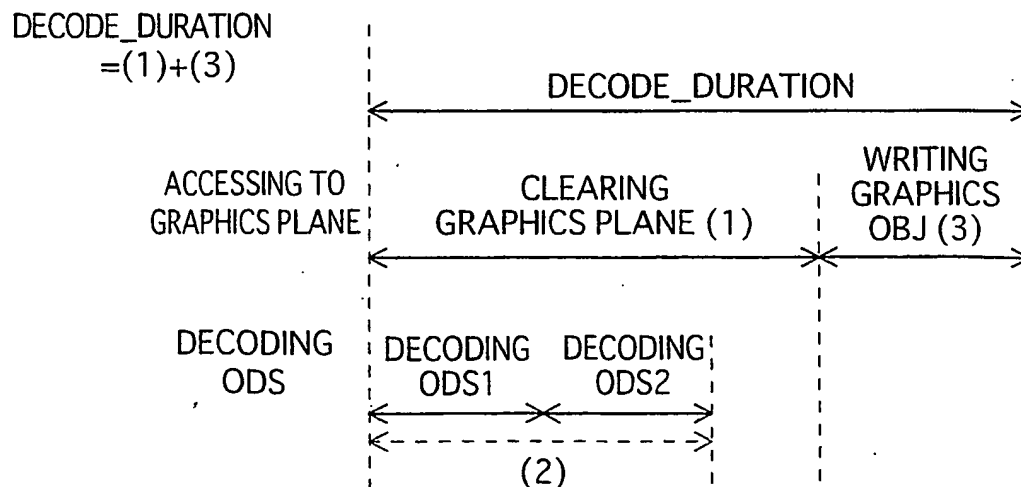 DECODE_DURATION
=(1)+(3)
DECODE_DURATION
ACCESSING TO
GRAPHICS PLANE
CLEARING
GRAPHICS PLANE (1)
WRITING
GRAPHICS
OBJ (3)
DECODING
ODS
DECODING
ODS1
DECODING
ODS2
(2)